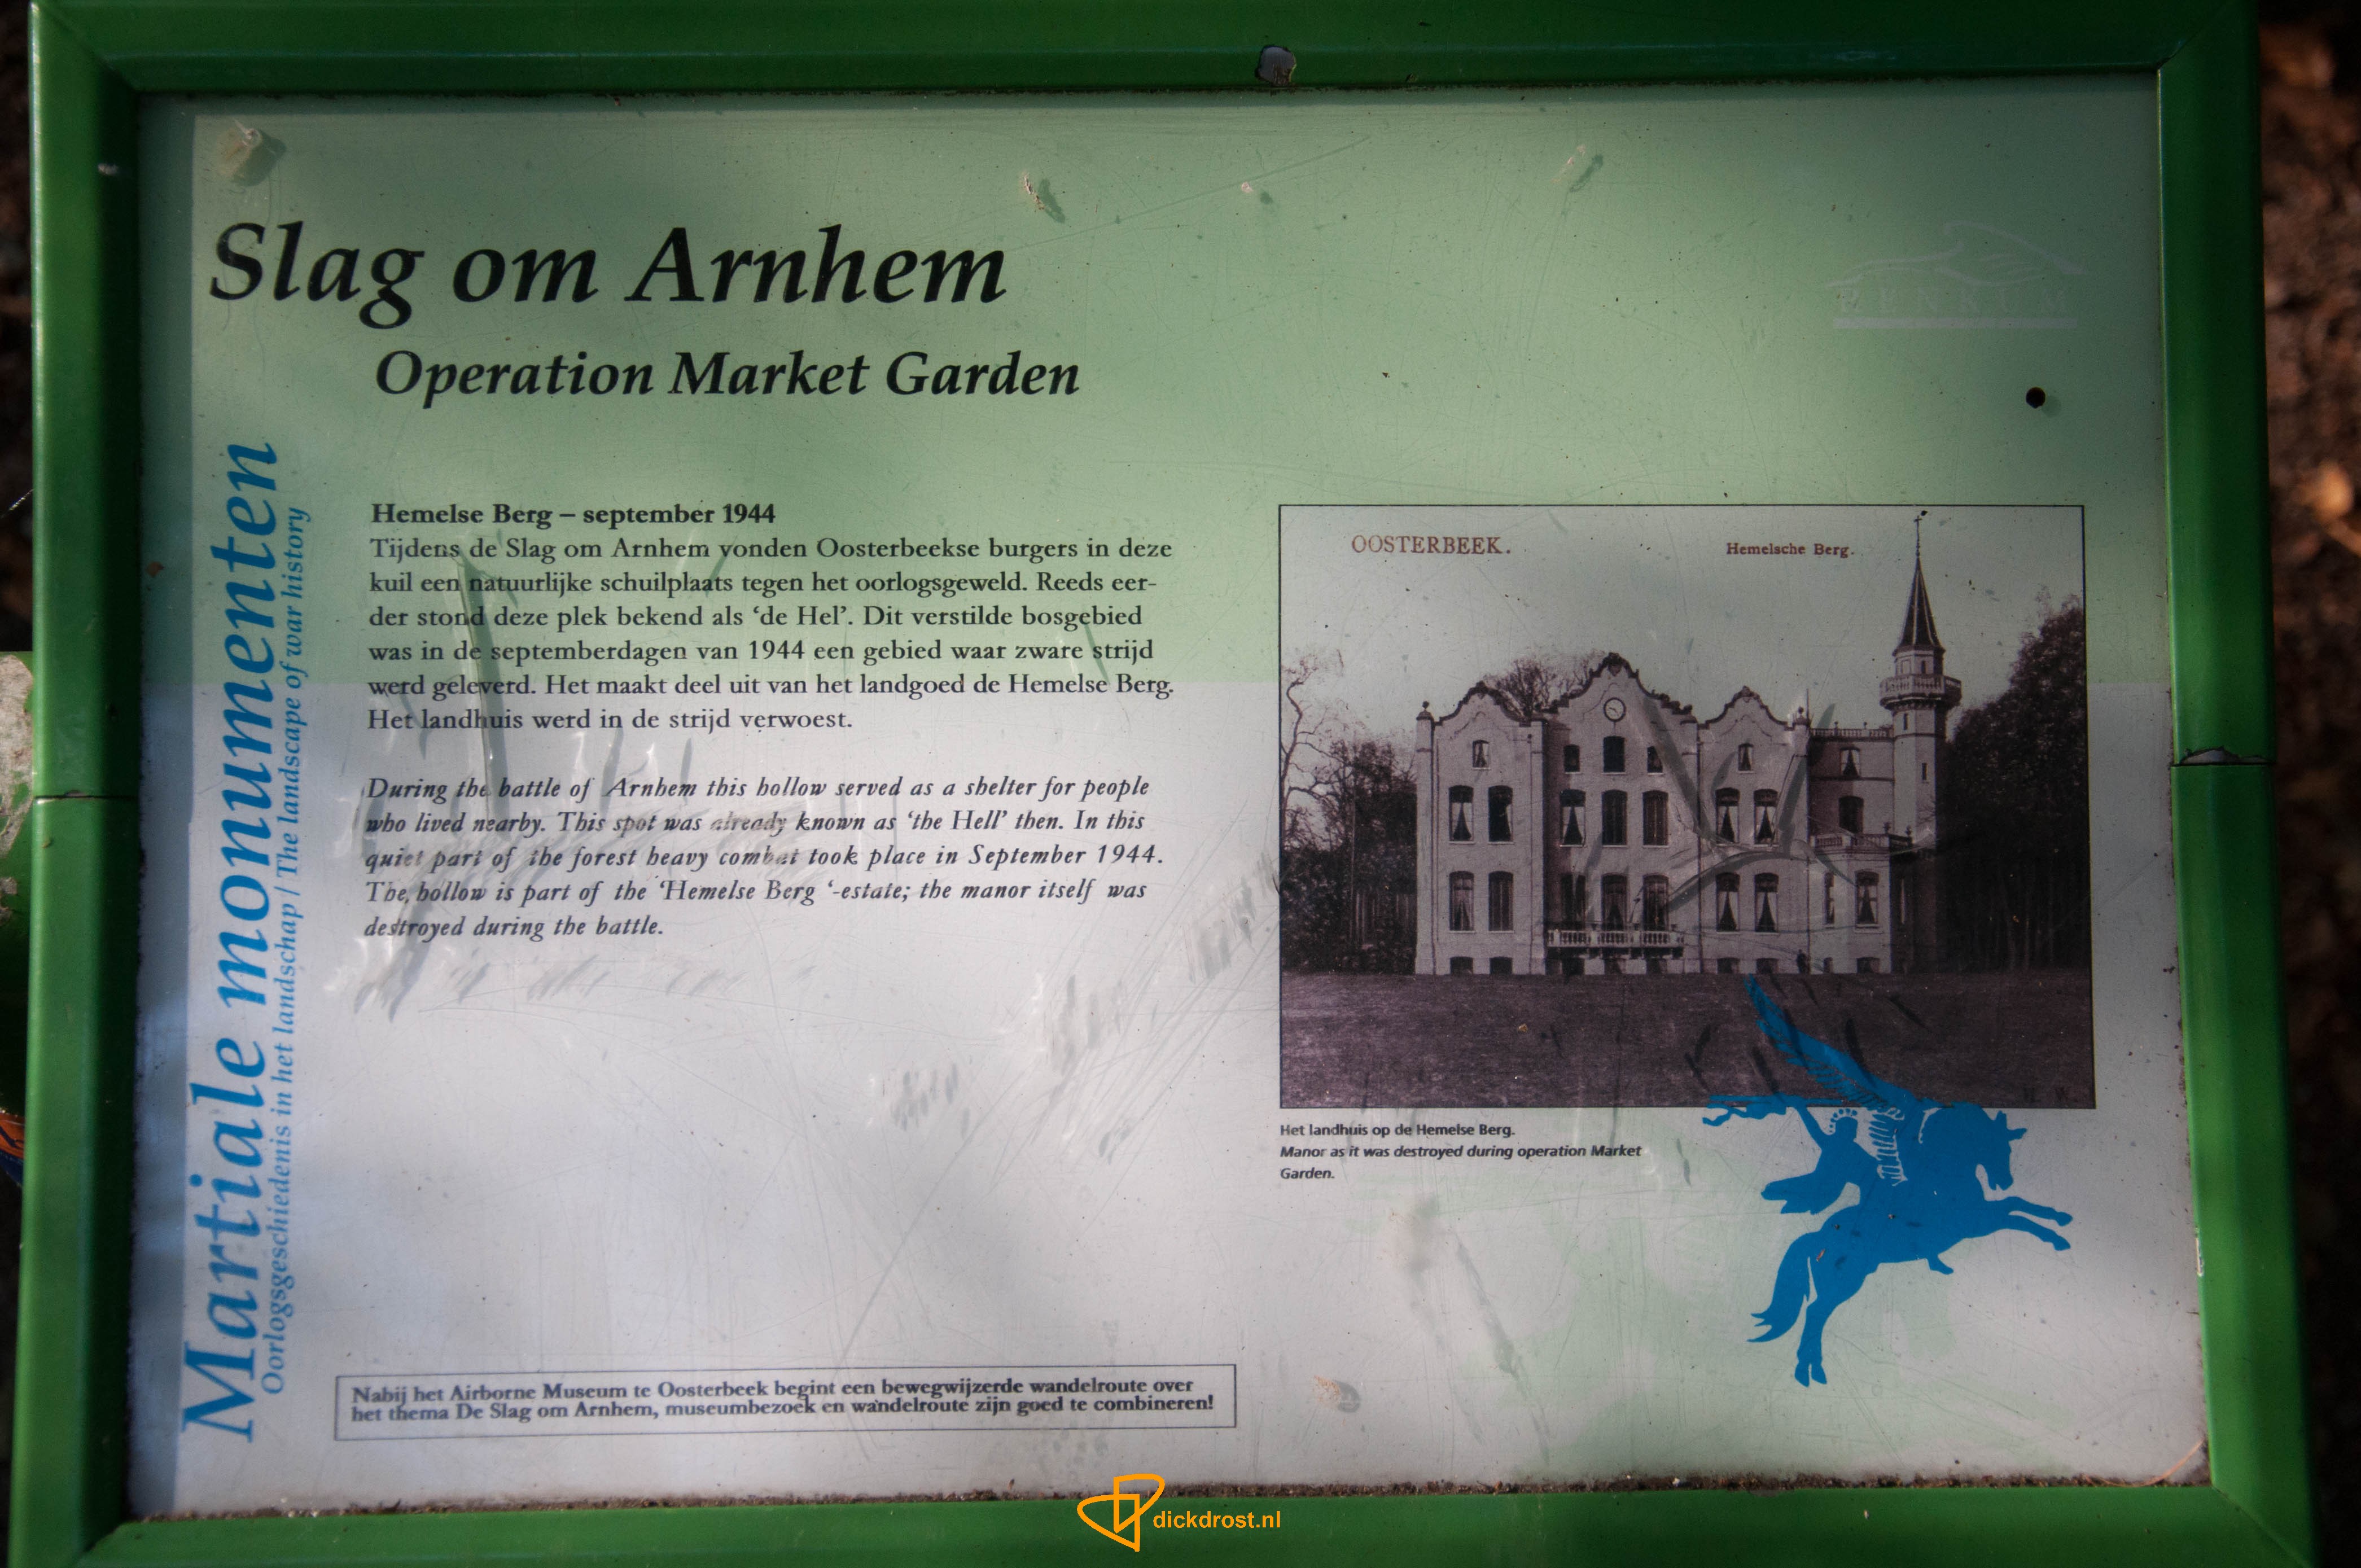 Slag om Arnhem
Operation Market Garden
Martiale monumenten
Oorlogsgeschiedenis in het landschap / The landscape of war history
Hemelse Berg – september 1944
Tijdens de Slag om Arnhem vonden Oosterbeekse burgers in deze
kuil een natuurlijke schuilplaats tegen het oorlogsgeweld. Reeds eer-
der stond deze plek bekend als ‘de Hel’. Dit verstilde bosgebied
was in de septemberdagen van 1944 een gebied waar zware strijd
werd geleverd. Het maakt deel uit van het landgoed de Hemelse Berg.
Het landhuis werd in de strijd verwoest.
During the battle of Arnhem this hollow served as a shelter for people
who lived nearby. This spot was already known as ‘the Hell’ then. In this
quiet part of the forest heavy combat took place in September 1944.
The hollow is part of the ‘Hemelse Berg ‘-estate; the manor itself was
destroyed during the battle.
OOSTERBEEK.
Hemelsche Berg.
Het landhuis op de Hemelse Berg.
Manor as it was destroyed during operation Market
Garden.
Nabij het Airborne Museum te Oosterbeek begint een bewegwijzerde wandelroute over
het thema De Slag om Arnhem, museumbezoek en wandelroute zijn goed te combineren!
dickdrost.nl